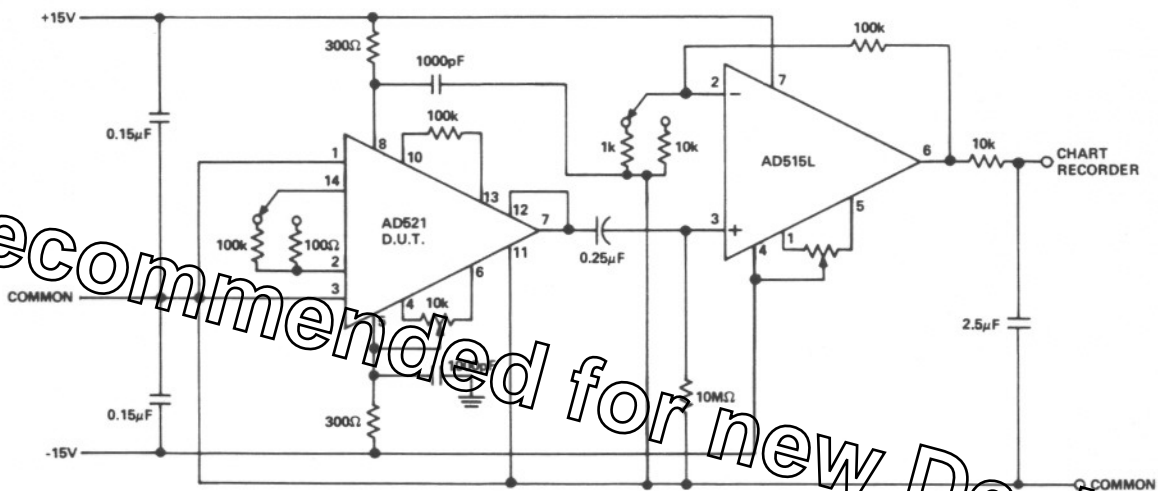 +15V
300Ω
1000pF
100k
0.15µF
100k
8
10
1
14
13
12
7
AD521
D.U.T.
11
0.25µF
100k
100Ω
2
3
6
4
10k
5
1000pF
COMMON
0.15µF
300Ω
-15V
1k
10k
2
−
7
AD515L
6
10k
CHART
RECORDER
3
+
5
1
4
10MΩ
2.5µF
COMMON
ecommended for new De